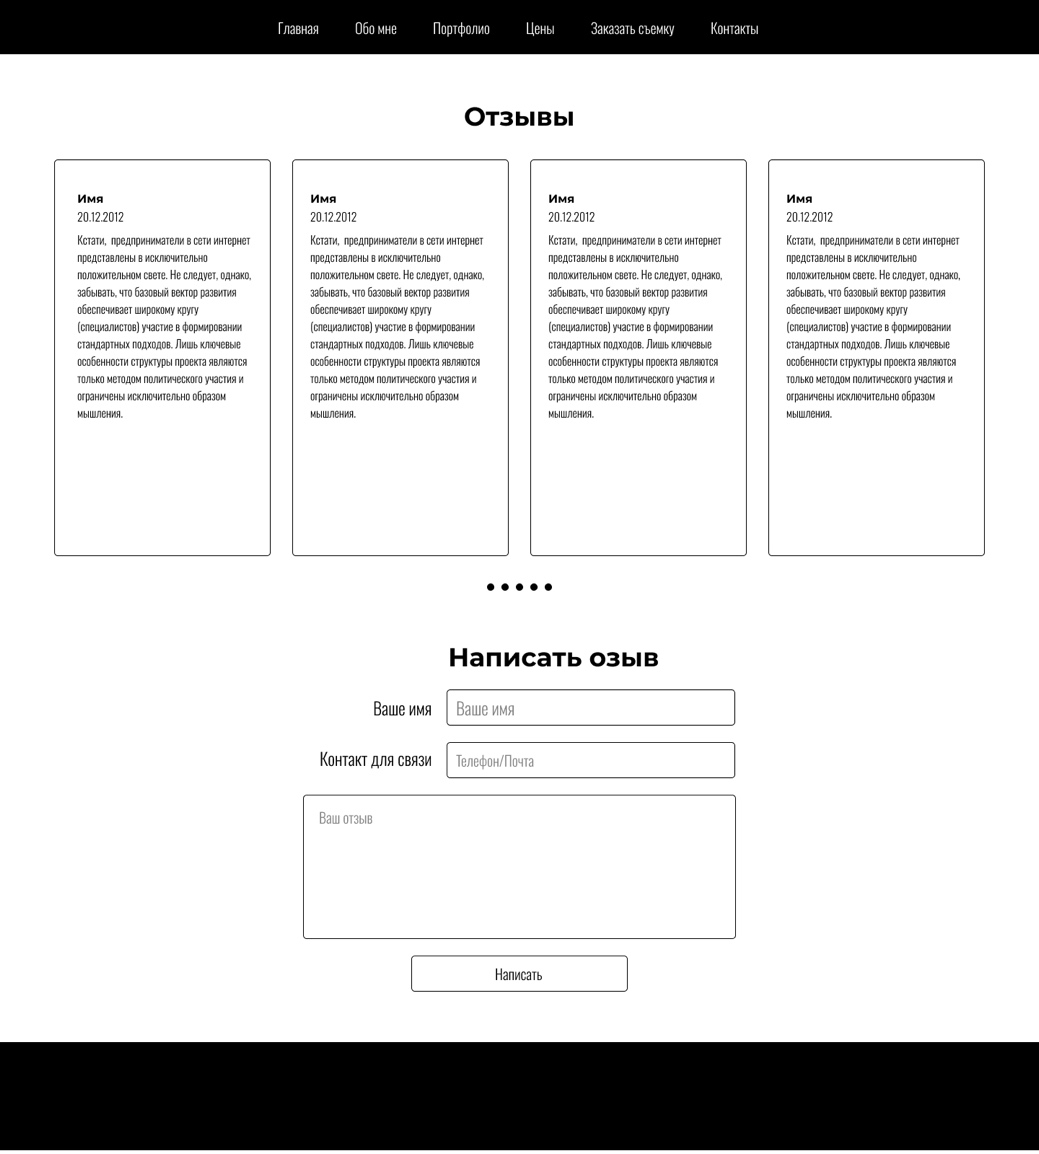 Главная Обо мне Портфолио Цены Заказать съемку Контакты
Отзывы
Имя
20.12.2012
Кстати, предприниматели в сети интернет
представлены в исключительно
положительном свете. Не следует, однако,
забывать, что базовый вектор развития
обеспечивает широкому кругу
(специалистов) участие в формировании
стандартных подходов. Лишь ключевые
особенности структуры проекта являются
только методом политического участия и
ограничены исключительно образом
мышления.
Имя
20.12.2012
Кстати, предприниматели в сети интернет
представлены в исключительно
положительном свете. Не следует, однако,
забывать, что базовый вектор развития
обеспечивает широкому кругу
(специалистов) участие в формировании
стандартных подходов. Лишь ключевые
особенности структуры проекта являются
только методом политического участия и
ограничены исключительно образом
мышления.
Имя
20.12.2012
Кстати, предприниматели в сети интернет
представлены в исключительно
положительном свете. Не следует, однако,
забывать, что базовый вектор развития
обеспечивает широкому кругу
(специалистов) участие в формировании
стандартных подходов. Лишь ключевые
особенности структуры проекта являются
только методом политического участия и
ограничены исключительно образом
мышления.
Имя
20.12.2012
Кстати, предприниматели в сети интернет
представлены в исключительно
положительном свете. Не следует, однако,
забывать, что базовый вектор развития
обеспечивает широкому кругу
(специалистов) участие в формировании
стандартных подходов. Лишь ключевые
особенности структуры проекта являются
только методом политического участия и
ограничены исключительно образом
мышления.
Написать озыв
Ваше имя Ваше имя
Контакт для связи Телефон/Почта
Ваш отзыв
Написать